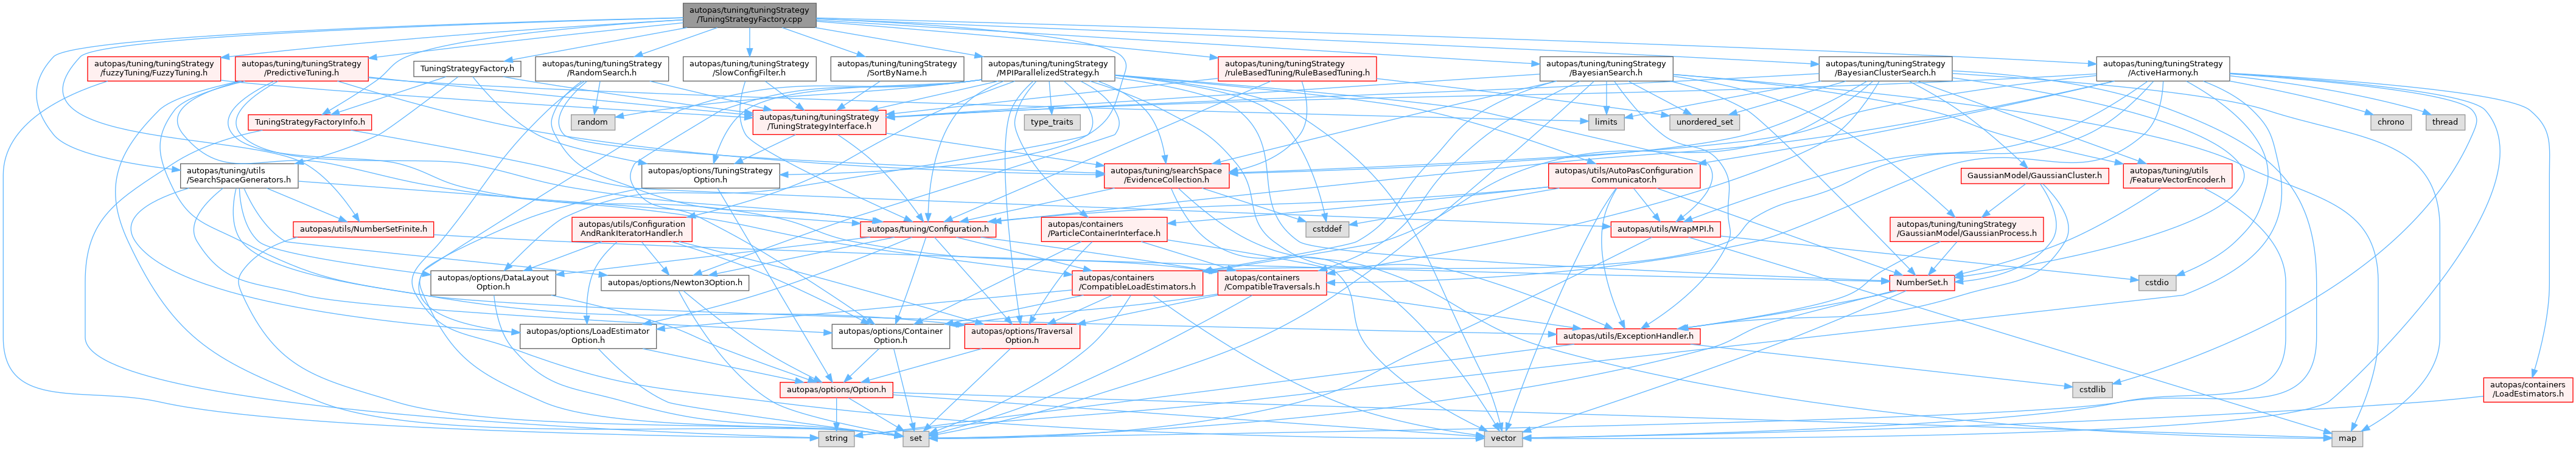 autopas/tuning/tuningStrategy
/TuningStrategyFactory.cpp
autopas/tuning/tuningStrategy
/fuzzyTuning/FuzzyTuning.h
autopas/tuning/tuningStrategy
/PredictiveTuning.h
TuningStrategyFactory.h
autopas/tuning/tuningStrategy
/RandomSearch.h
autopas/tuning/tuningStrategy
/SlowConfigFilter.h
autopas/tuning/tuningStrategy
/SortByName.h
autopas/tuning/tuningStrategy
/MPIParallelizedStrategy.h
autopas/tuning/tuningStrategy
/ruleBasedTuning/RuleBasedTuning.h
autopas/tuning/tuningStrategy
/BayesianSearch.h
autopas/tuning/tuningStrategy
/BayesianClusterSearch.h
autopas/tuning/tuningStrategy
/ActiveHarmony.h
TuningStrategyFactoryInfo.h
random
autopas/tuning/tuningStrategy
/TuningStrategyInterface.h
type_traits
limits
unordered_set
chrono
thread
autopas/tuning/utils
/SearchSpaceGenerators.h
autopas/options/TuningStrategy
Option.h
autopas/tuning/searchSpace
/EvidenceCollection.h
autopas/utils/AutoPasConfiguration
Communicator.h
GaussianModel/GaussianCluster.h
autopas/tuning/utils
/FeatureVectorEncoder.h
autopas/utils/NumberSetFinite.h
autopas/utils/Configuration
AndRankIteratorHandler.h
autopas/tuning/Configuration.h
autopas/containers
/ParticleContainerInterface.h
cstddef
autopas/utils/WrapMPI.h
autopas/tuning/tuningStrategy
/GaussianModel/GaussianProcess.h
autopas/options/DataLayout
Option.h
autopas/options/Newton3Option.h
autopas/containers
/CompatibleLoadEstimators.h
autopas/containers
/CompatibleTraversals.h
NumberSet.h
cstdio
autopas/options/LoadEstimator
Option.h
autopas/options/Container
Option.h
autopas/options/Traversal
Option.h
autopas/utils/ExceptionHandler.h
autopas/options/Option.h
cstdlib
autopas/containers
/LoadEstimators.h
string
set
vector
map